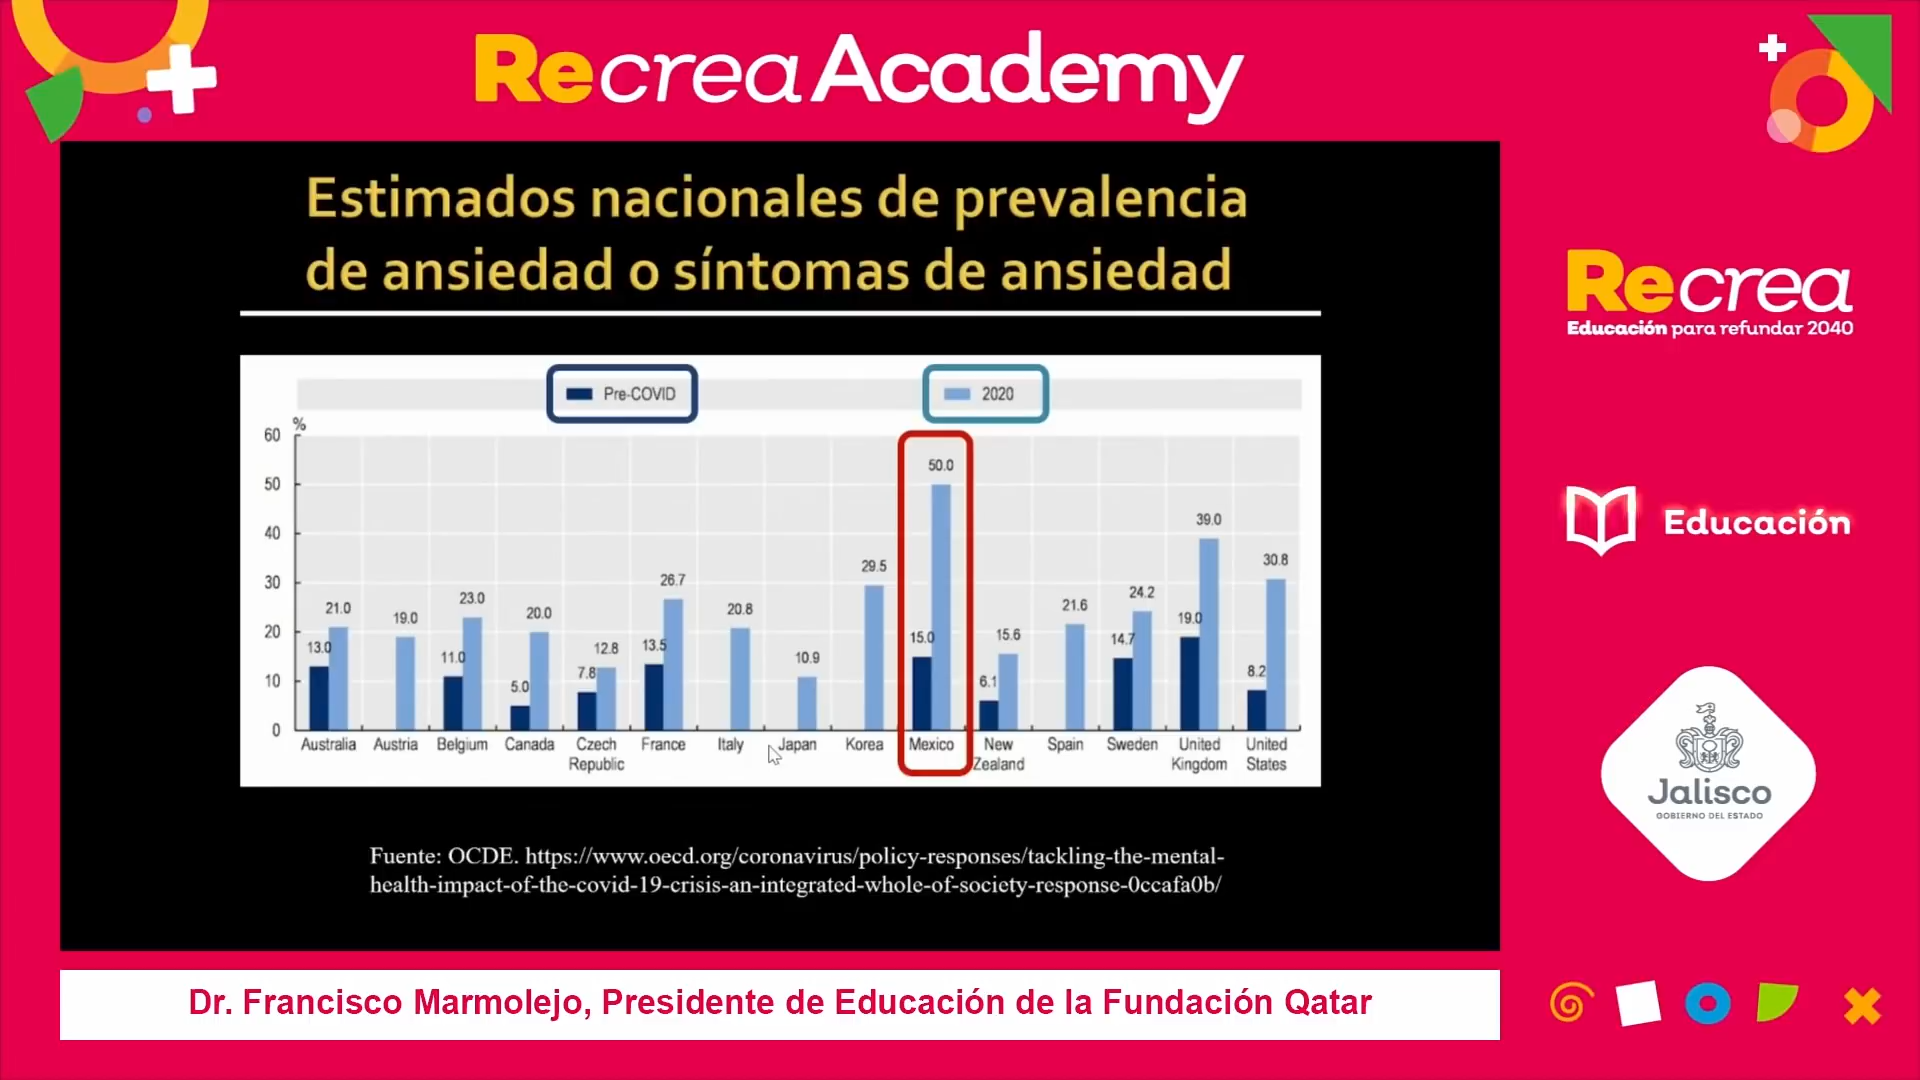 Recrea Academy
Estimados nacionales de prevalencia
de ansiedad o síntomas de ansiedad
Pre-COVID
2020
%
60
50
40
30
20
10
0
13.0
21.0
19.0
11.0
23.0
5.0
20.0
7.8
12.8
13.5
26.7
20.8
10.9
29.5
15.0
50.0
6.1
15.6
21.6
14.7
24.2
19.0
39.0
8.2
30.8
Australia
Austria
Belgium
Canada
Czech
Republic
France
Italy
Japan
Korea
Mexico
New
Zealand
Spain
Sweden
United
Kingdom
United
States
Fuente: OCDE. https://www.oecd.org/coronavirus/policy-responses/tackling-the-mental-
health-impact-of-the-covid-19-crisis-an-integrated-whole-of-society-response-0ccafa0b/
Recrea
Educación para refundar 2040
Educación
Jalisco
GOBIERNO DEL ESTADO
Dr. Francisco Marmolejo, Presidente de Educación de la Fundación Qatar